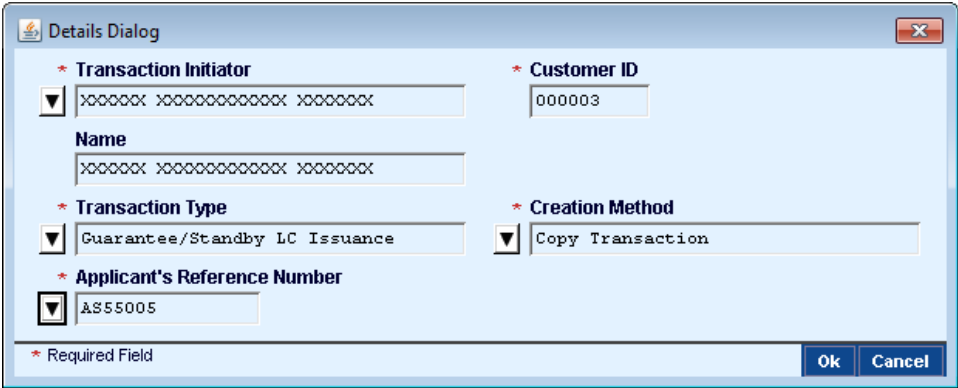 Details Dialog
* Transaction Initiator
XXXXXX XXXXXXXXXXXX XXXXXXX
* Customer ID
000003
Name
XXXXXX XXXXXXXXXXXX XXXXXXX
* Transaction Type
Guarantee/Standby LC Issuance
* Creation Method
Copy Transaction
* Applicant's Reference Number
AS55005
* Required Field
Ok
Cancel